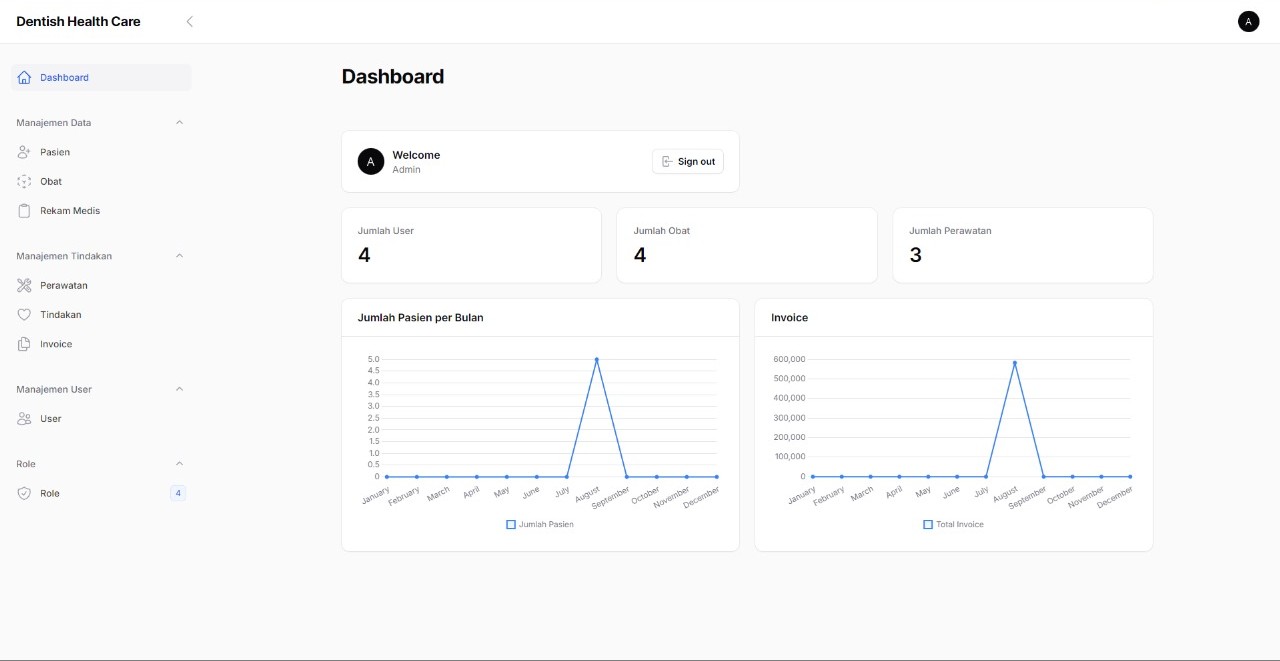 Dentish Health Care
A
Dashboard
Manajemen Data
Pasien
Obat
Rekam Medis
Manajemen Tindakan
Perawatan
Tindakan
Invoice
Manajemen User
User
Role
Role 4
Dashboard
A
Welcome
Admin
Sign out
Jumlah User
4
Jumlah Obat
4
Jumlah Perawatan
3
Jumlah Pasien per Bulan
5.0
4.5
4.0
3.5
3.0
2.5
2.0
1.5
1.0
0.5
0
January February March April May June July August September October November December
Jumlah Pasien
Invoice
600,000
500,000
400,000
300,000
200,000
100,000
0
January February March April May June July August September October November December
Total Invoice